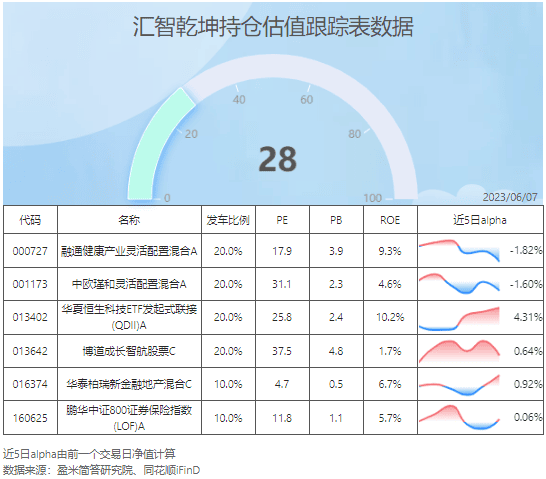 汇智乾坤持仓估值跟踪表数据
40 60
20 80
28
0 100
2023/06/07
代码 名称 发车比例 PE PB ROE 近5日alpha
000727 融通健康产业灵活配置混合A 20.0% 17.9 3.9 9.3% -1.82%
001173 中欧瑾和灵活配置混合A 20.0% 31.1 2.3 4.6% -1.60%
华夏恒生科技ETF发起式联接
013402 (QDII)A 20.0% 25.8 2.4 10.2% 4.31%
013642 博道成长智航股票C 20.0% 37.5 4.8 1.7% 0.64%
016374 华泰柏瑞新金融地产混合C 10.0% 4.7 0.5 6.7% 0.92%
鹏华中证800证券保险指数
160625 (LOF)A 10.0% 11.8 1.1 5.7% 0.06%
近5日alpha由前一个交易日净值计算
数据来源：盈米简答研究院、同花顺iFinD